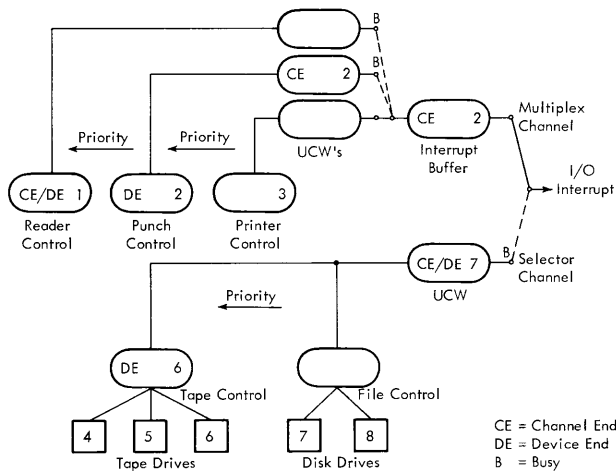 B
B
CE 2
Priority
Priority
UCW's
CE 2
Interrupt
Buffer
Multiplex
Channel
I/O
Interrupt
CE/DE 1
DE 2
3
Reader
Control
Punch
Control
Printer
Control
CE/DE 7
UCW
B
Selector
Channel
Priority
DE 6
Tape Control
File Control
4
5
6
7
8
Tape Drives
Disk Drives
CE = Channel End
DE = Device End
B = Busy